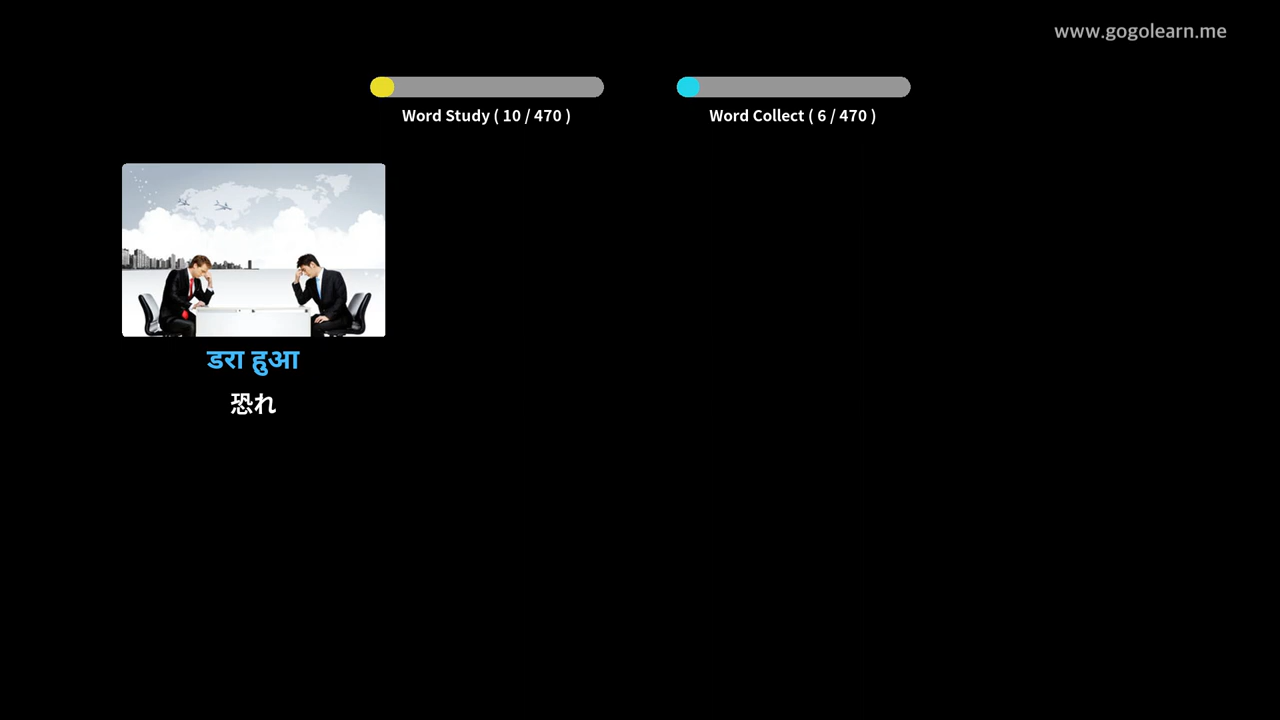 www.gogolearn.me
Word Study ( 10 / 470 )
Word Collect ( 6 / 470 )
डरा हुआ
恐れ